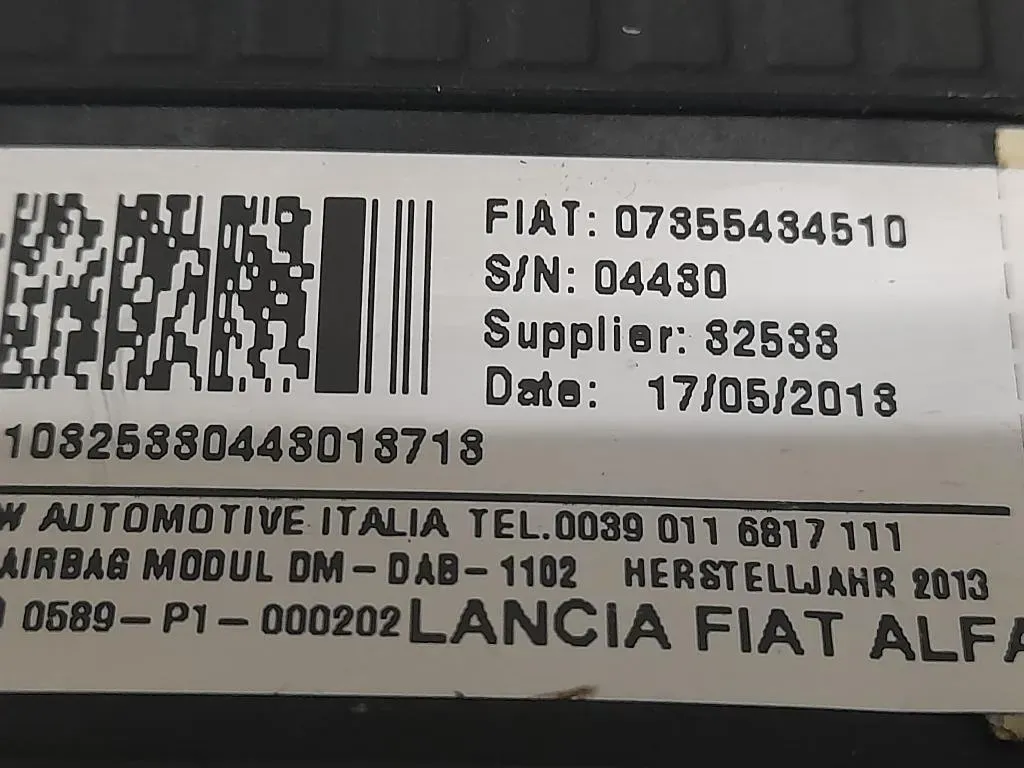 FIAT: 07355434510
S/N: 04430
Supplier: 32533
Date: 17/05/2013
10325330443013713
W AUTOMOTIVE ITALIA TEL.0039 011 6817 111
AIRBAG MODUL DM-DAB-1102 HERSTELLJAHR 2013
0589-P1-000202 LANCIA FIAT ALFA